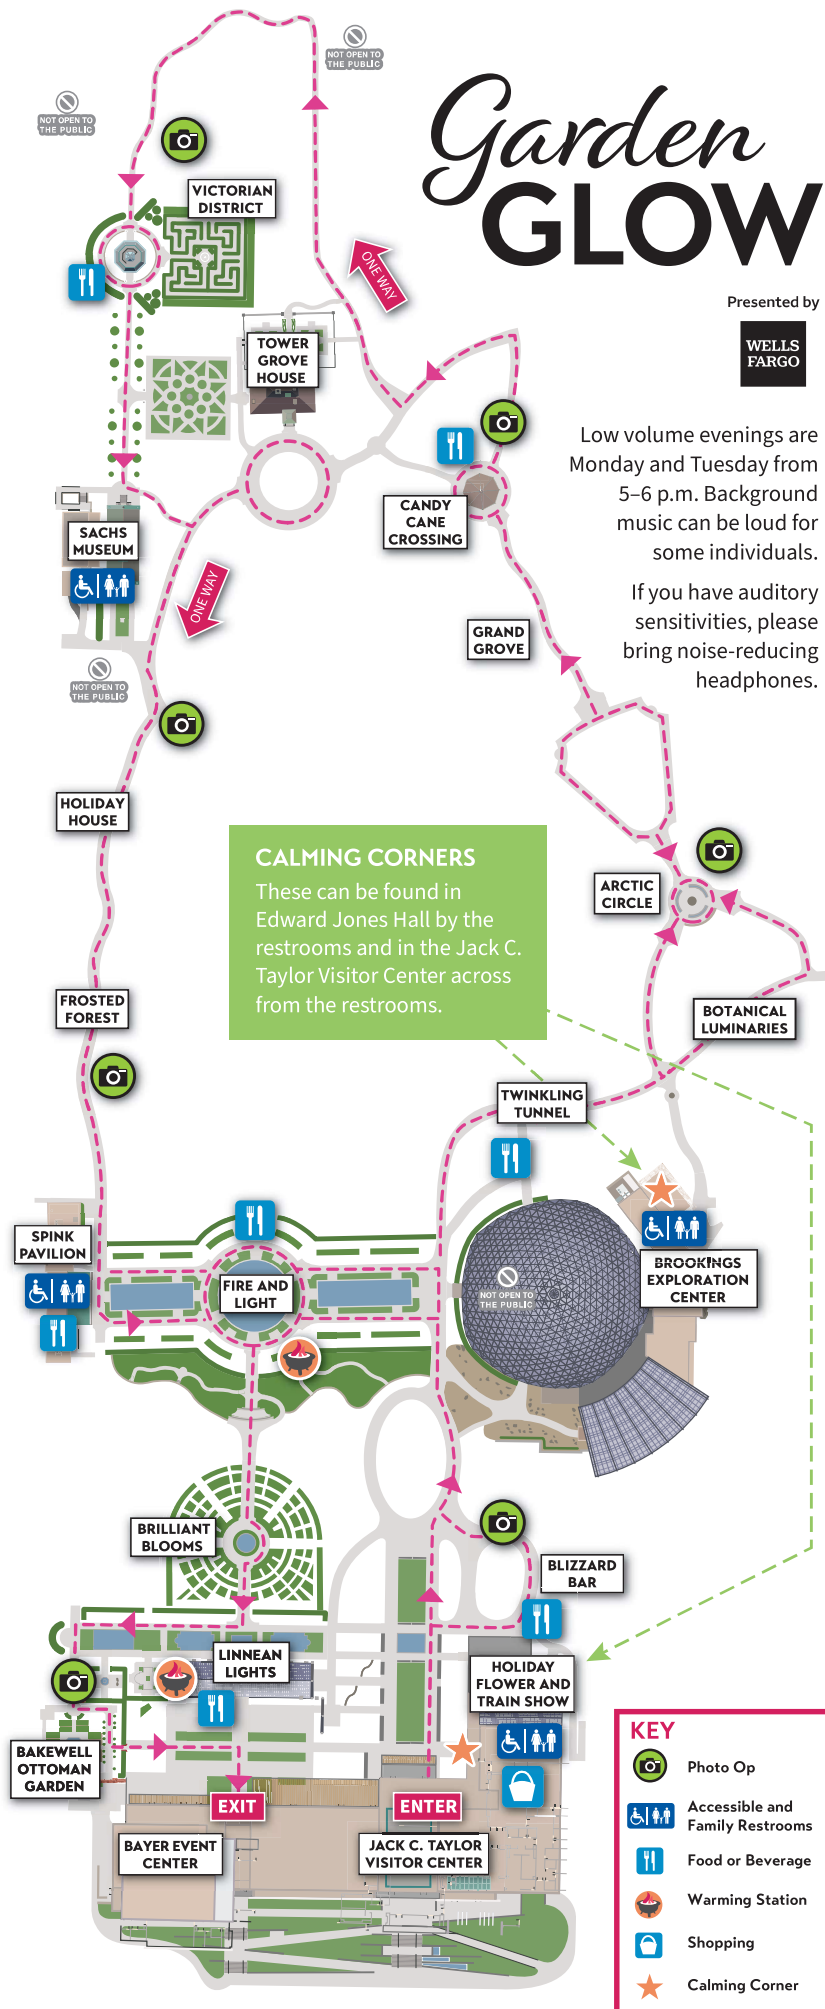 NOT OPEN TO
THE PUBLIC
NOT OPEN TO
THE PUBLIC
Garden
GLOW
VICTORIAN
DISTRICT
ONE WAY
Presented by
WELLS
FARGO
TOWER
GROVE
HOUSE
Low volume evenings are
Monday and Tuesday from
5–6 p.m. Background
music can be loud for
some individuals.
If you have auditory
sensitivities, please
bring noise-reducing
headphones.
CANDY
CANE
CROSSING
SACHS
MUSEUM
ONE WAY
GRAND
GROVE
NOT OPEN TO
THE PUBLIC
HOLIDAY
HOUSE
CALMING CORNERS
These can be found in
Edward Jones Hall by the
restrooms and in the Jack C.
Taylor Visitor Center across
from the restrooms.
ARCTIC
CIRCLE
FROSTED
FOREST
BOTANICAL
LUMINARIES
TWINKLING
TUNNEL
SPINK
PAVILION
FIRE AND
LIGHT
NOT OPEN TO
THE PUBLIC
BROOKINGS
EXPLORATION
CENTER
BRILLIANT
BLOOMS
BLIZZARD
BAR
LINNEAN
LIGHTS
HOLIDAY
FLOWER AND
TRAIN SHOW
BAKEWELL
OTTOMAN
GARDEN
EXIT
ENTER
BAYER EVENT
CENTER
JACK C. TAYLOR
VISITOR CENTER
KEY
Photo Op
Accessible and
Family Restrooms
Food or Beverage
Warming Station
Shopping
Calming Corner